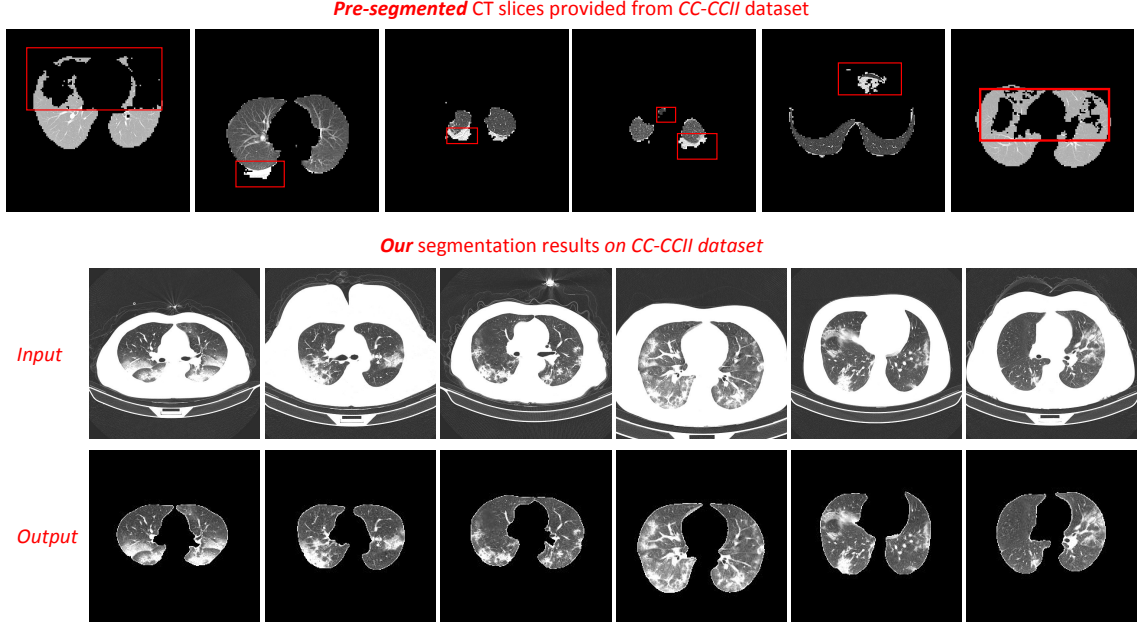 Pre-segmented CT slices provided from CC-CCII dataset
Our segmentation results on CC-CCII dataset
Input
Output